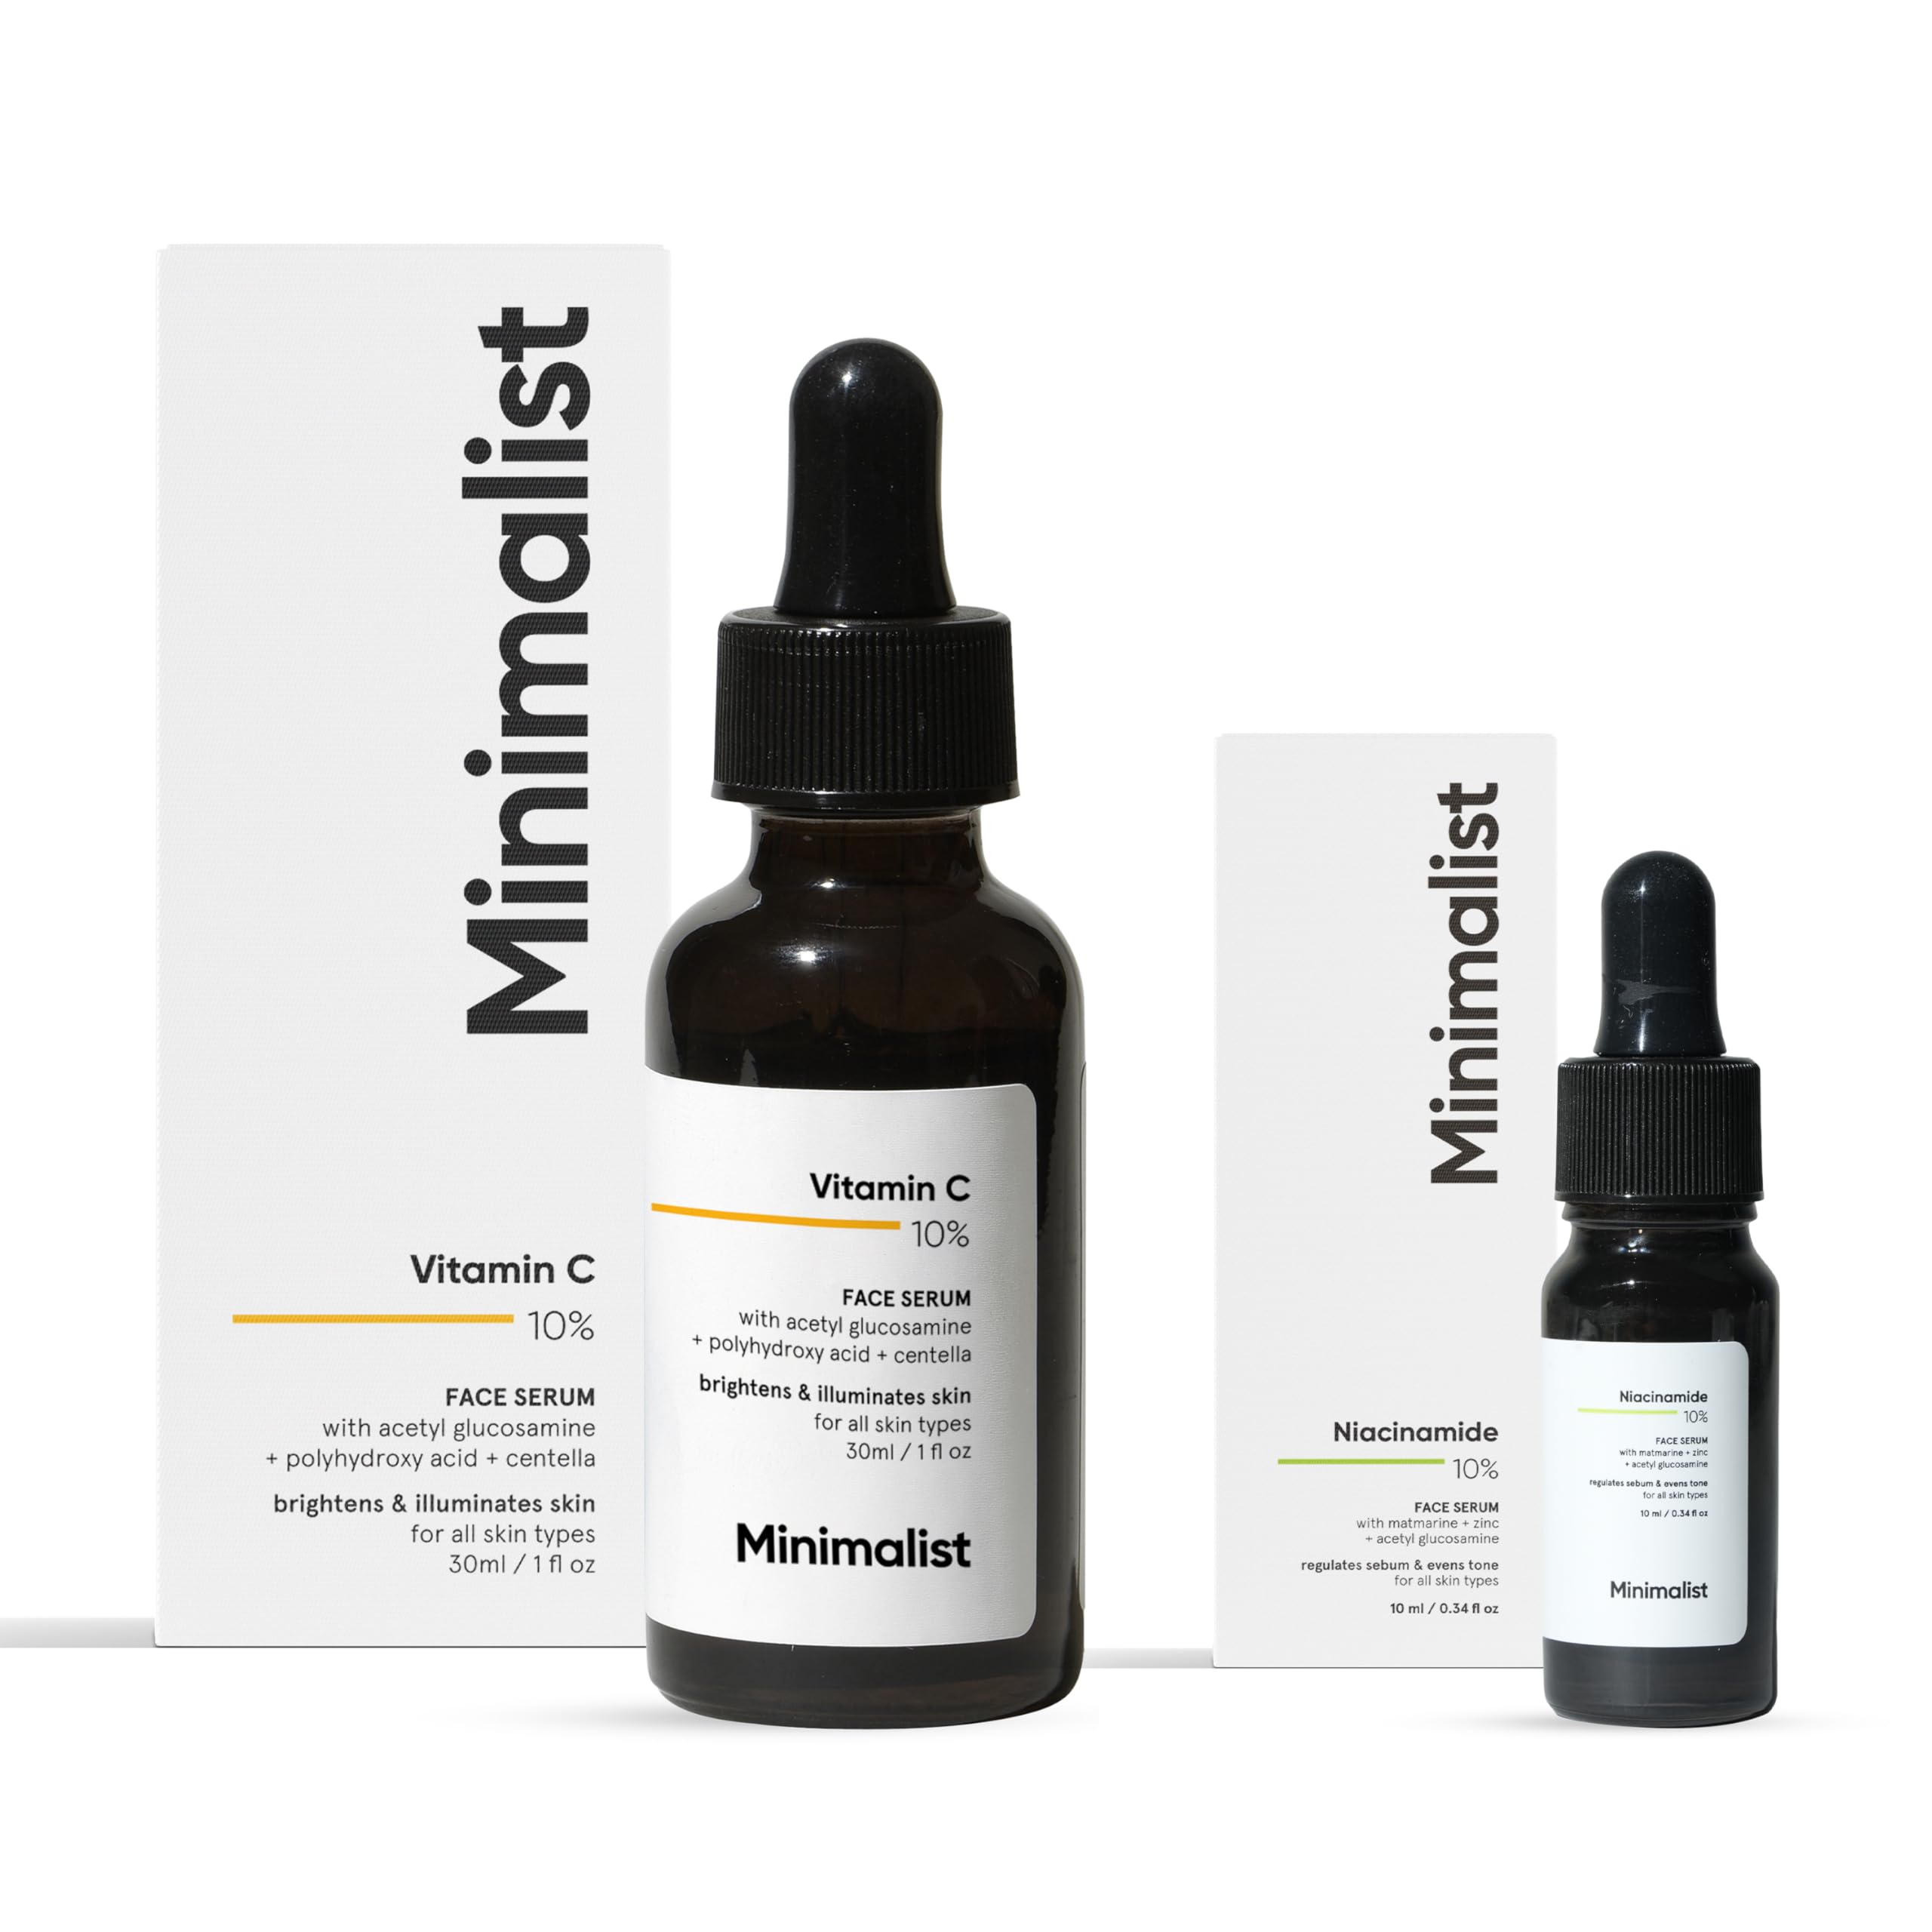 Minimalist
Vitamin C
10%
FACE SERUM
with acetyl glucosamine
+ polyhydroxy acid + centella
brightens & illuminates skin
for all skin types
30ml / 1 fl oz
Vitamin C
10%
FACE SERUM
with acetyl glucosamine
+ polyhydroxy acid + centella
brightens & illuminates skin
for all skin types
30ml / 1 fl oz
Minimalist
Minimalist
Niacinamide
10%
FACE SERUM
with matmarine + zinc
+ acetyl glucosamine
regulates sebum & evens tone
for all skin types
10 ml / 0.34 fl oz
Niacinamide
10%
FACE SERUM
with matmarine + zinc
+ acetyl glucosamine
regulates sebum & evens tone
for all skin types
10 ml / 0.34 fl oz
Minimalist